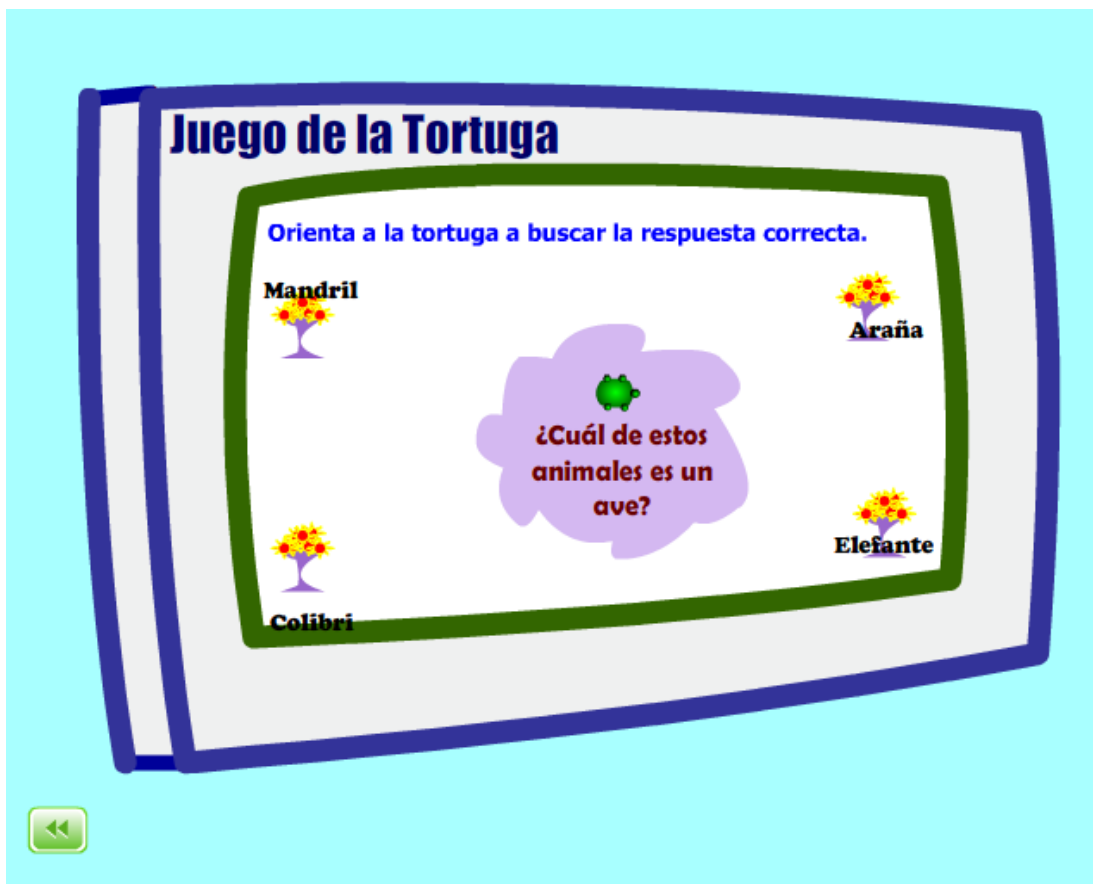 Juego de la Tortuga
Orienta a la tortuga a buscar la respuesta correcta.
Mandril
Araña
¿Cuál de estos
animales es un
ave?
Elefante
Colibri